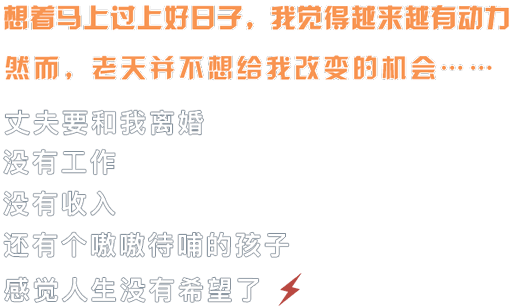 想着马上过上好日子，我觉得越来越有动力
然而，老天并不想给我改变的机会……
丈夫要和我离婚
没有工作
没有收入
还有个嗷嗷待哺的孩子
感觉人生没有希望了